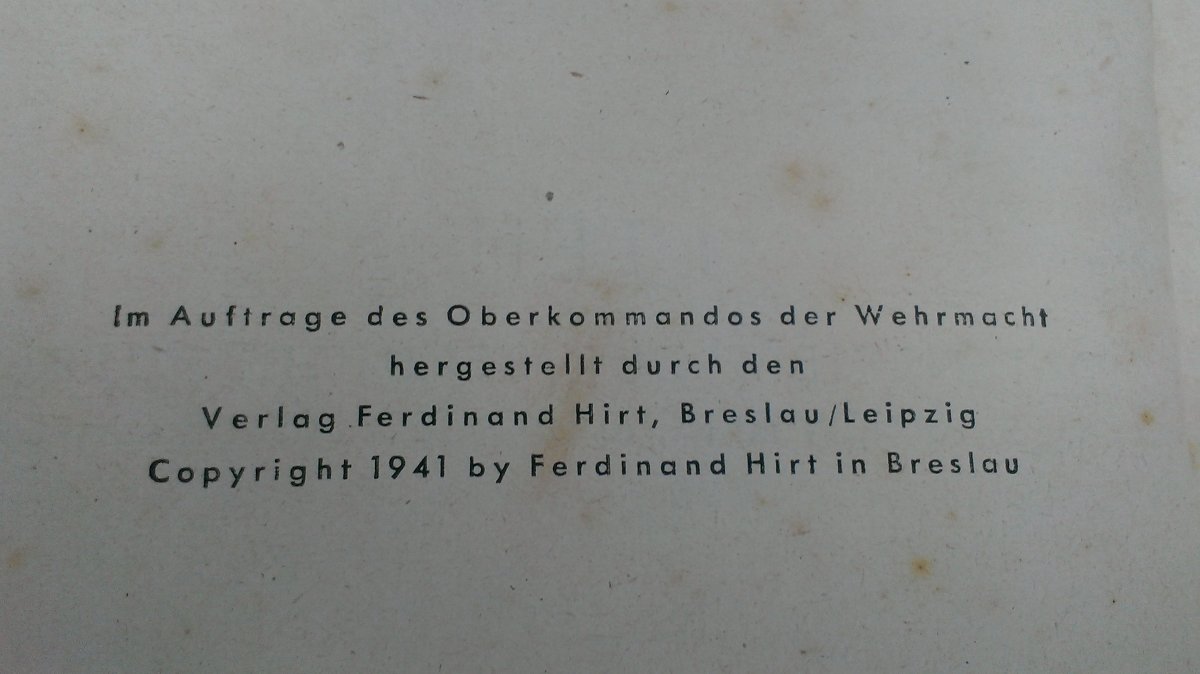 Im Auftrage des Oberkommandos der Wehrmacht
hergestellt durch den
Verlag Ferdinand Hirt, Breslau/Leipzig
Copyright 1941 by Ferdinand Hirt in Breslau